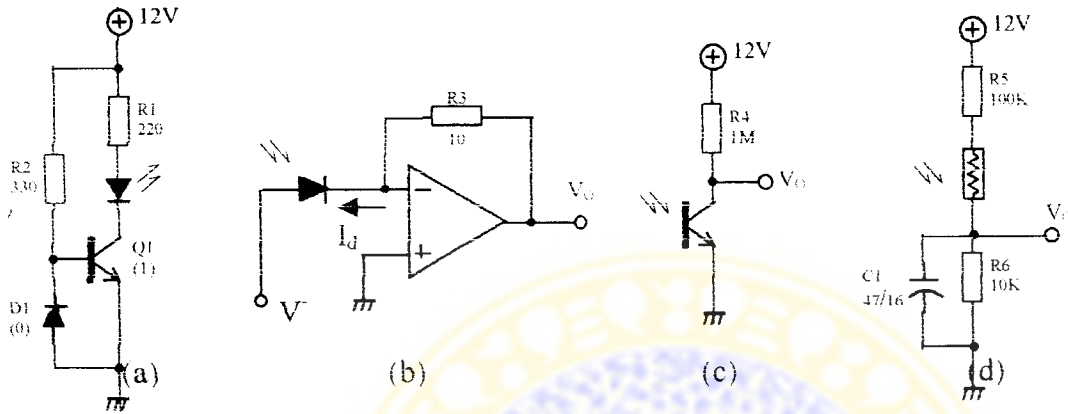 12V
R1
220
R2
330
Q1
(1)
D1
(0)
(a)
R3
10
I_d
V_O
V⁻
(b)
12V
R4
1M
V_O
(c)
12V
R5
100K
C1
47/16
R6
10K
(d)